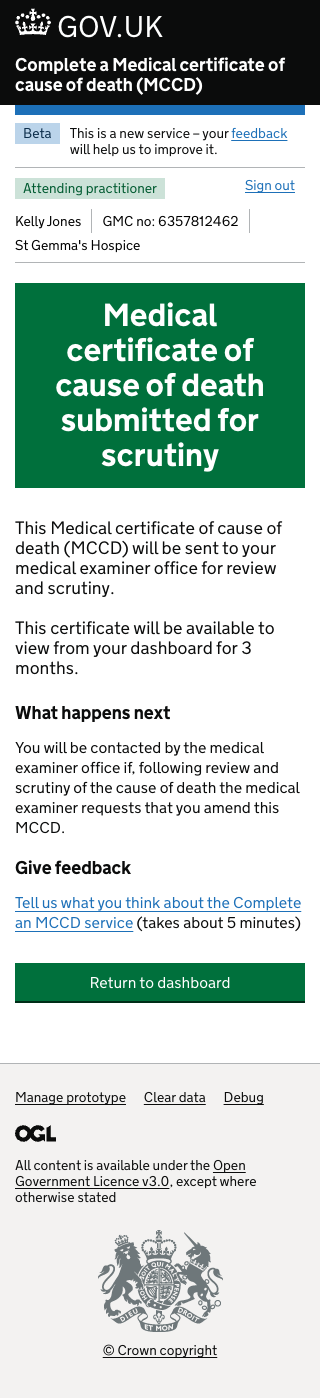 GOV.UK
Complete a Medical certificate of
cause of death (MCCD)
Beta
This is a new service – your feedback
will help us to improve it.
Attending practitioner
Sign out
Kelly Jones
GMC no: 6357812462
St Gemma's Hospice
Medical
certificate of
cause of death
submitted for
scrutiny
This Medical certificate of cause of
death (MCCD) will be sent to your
medical examiner office for review
and scrutiny.
This certificate will be available to
view from your dashboard for 3
months.
What happens next
You will be contacted by the medical
examiner office if, following review and
scrutiny of the cause of death the medical
examiner requests that you amend this
MCCD.
Give feedback
Tell us what you think about the Complete
an MCCD service (takes about 5 minutes)
Return to dashboard
Manage prototype
Clear data
Debug
OGL
All content is available under the Open
Government Licence v3.0, except where
otherwise stated
DIEU
ET MON
© Crown copyright